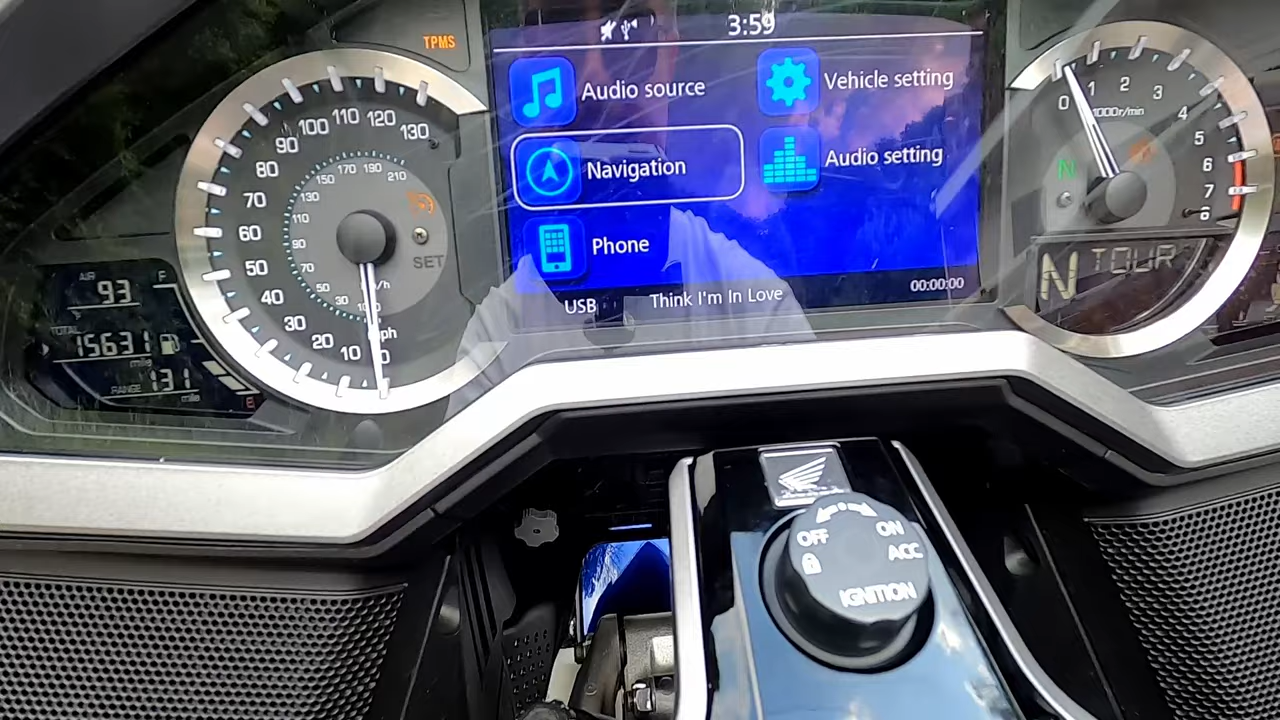 TPMS
3:59
Audio source
Vehicle setting
Navigation
Audio setting
Phone
USB
Think I'm In Love
00:00:00
AIR
93
°F
F
TOTAL
15631
mile
RANGE
131
mile
E
0
10
20
30
40
50
60
70
80
90
100
110
120
130
mph
30
50
70
90
110
130
150
170
190
210
km/h
SET
0
1
2
3
4
5
6
7
8
1000r/min
N
N
TOUR
OFF
ON
ACC
IGNITION